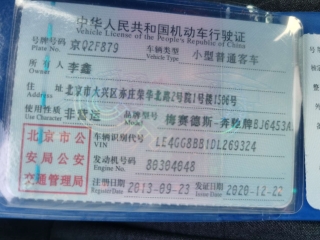 中华人民共和国机动车行驶证
Vehicle License of the People's Republic of China
号牌号码 京Q2F879 车辆类型 小型普通客车
Plate No. Vehicle Type
所有人 李鑫
Owner
住址 北京市大兴区亦庄荣华北路2号院1号楼1506号
Address
使用性质 非营运 品牌型号 梅赛德斯-奔驰牌BJ6453A
Use Character Model
北京市公安局公安交通管理局
车辆识别代号 LE4GG8BB1DL269324
VIN
发动机号码 80304048
Engine No.
注册日期 2013-09-23 发证日期 2020-12-22
Register Date Issue Date